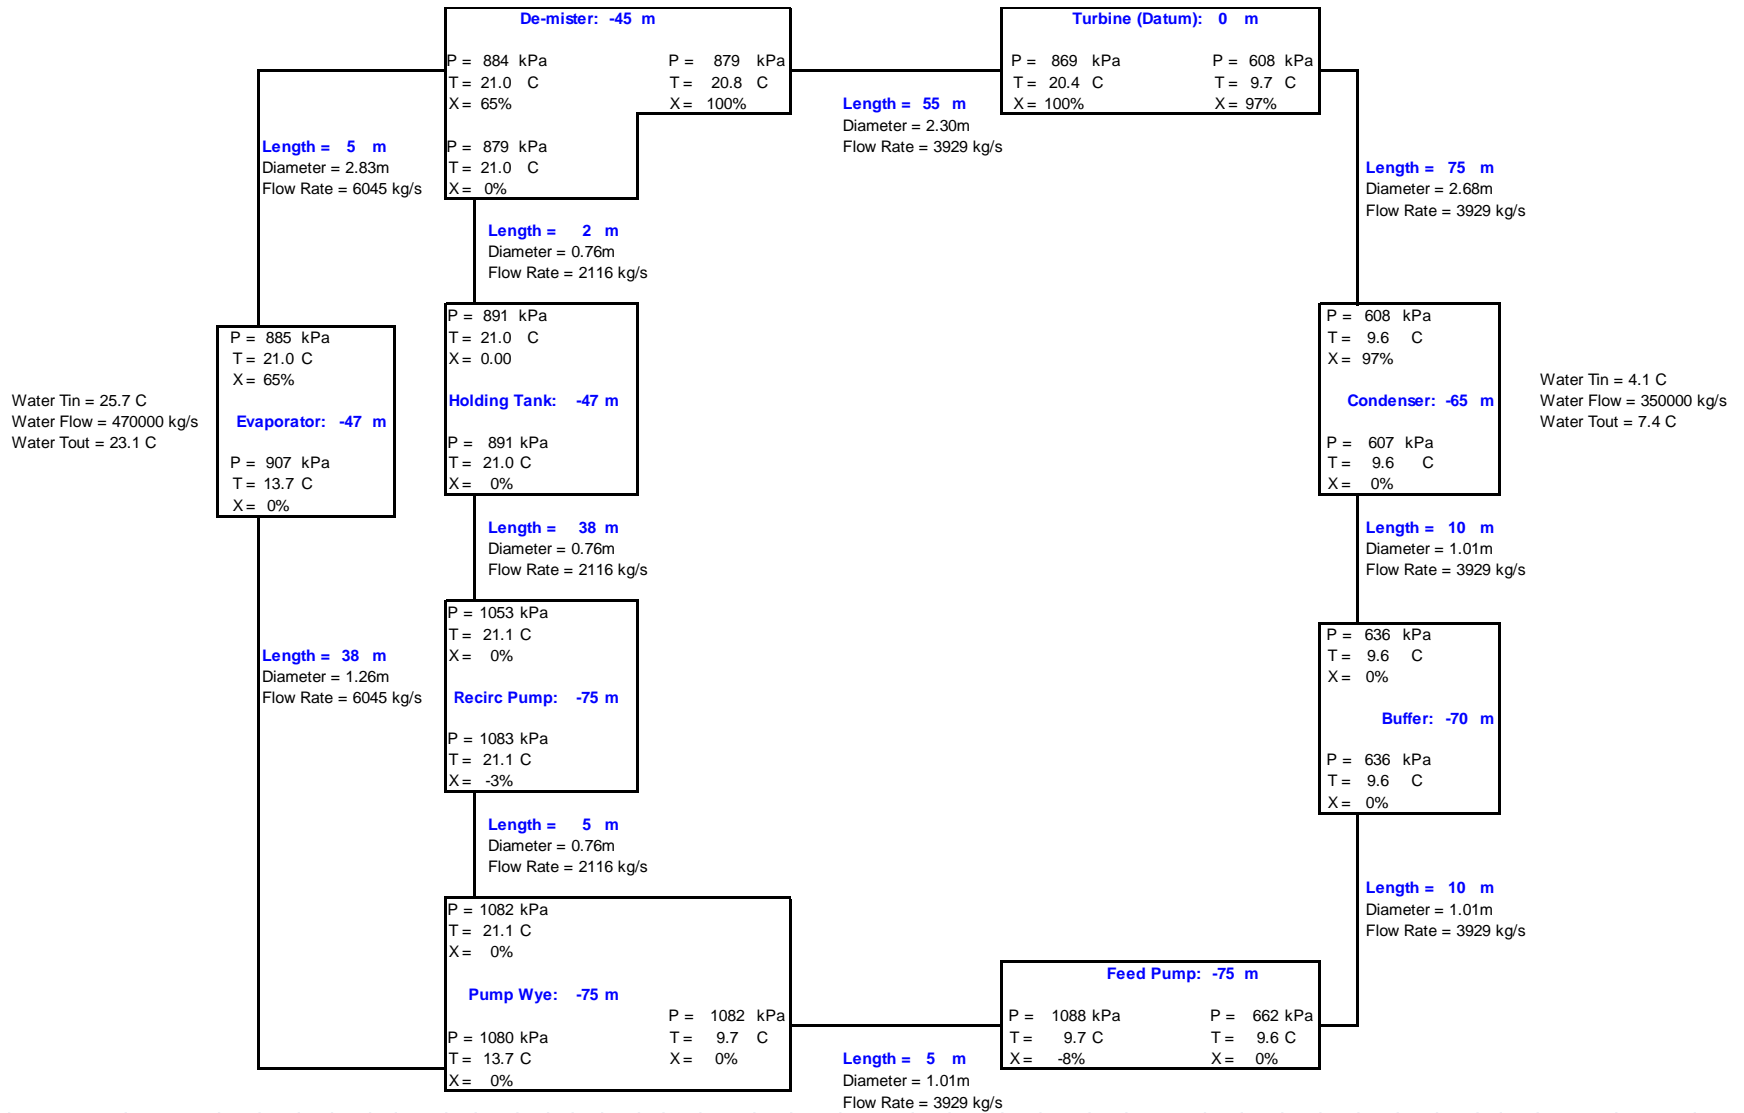 De-mister: -45 m
P = 884 kPa
T = 21.0 C
X = 65%
P = 879 kPa
T = 20.8 C
X = 100%
P = 879 kPa
T = 21.0 C
X = 0%
Turbine (Datum): 0 m
P = 869 kPa
T = 20.4 C
X = 100%
P = 608 kPa
T = 9.7 C
X = 97%
Length = 55 m
Diameter = 2.30m
Flow Rate = 3929 kg/s
Length = 5 m
Diameter = 2.83m
Flow Rate = 6045 kg/s
Length = 75 m
Diameter = 2.68m
Flow Rate = 3929 kg/s
Length = 2 m
Diameter = 0.76m
Flow Rate = 2116 kg/s
Water Tin = 25.7 C
Water Flow = 470000 kg/s
Water Tout = 23.1 C
P = 885 kPa
T = 21.0 C
X = 65%
Evaporator: -47 m
P = 907 kPa
T = 13.7 C
X = 0%
P = 891 kPa
T = 21.0 C
X = 0.00
Holding Tank: -47 m
P = 891 kPa
T = 21.0 C
X = 0%
P = 608 kPa
T = 9.6 C
X = 97%
Condenser: -65 m
P = 607 kPa
T = 9.6 C
X = 0%
Water Tin = 4.1 C
Water Flow = 350000 kg/s
Water Tout = 7.4 C
Length = 38 m
Diameter = 0.76m
Flow Rate = 2116 kg/s
Length = 10 m
Diameter = 1.01m
Flow Rate = 3929 kg/s
Length = 38 m
Diameter = 1.26m
Flow Rate = 6045 kg/s
P = 1053 kPa
T = 21.1 C
X = 0%
Recirc Pump: -75 m
P = 1083 kPa
T = 21.1 C
X = -3%
P = 636 kPa
T = 9.6 C
X = 0%
Buffer: -70 m
P = 636 kPa
T = 9.6 C
X = 0%
Length = 5 m
Diameter = 0.76m
Flow Rate = 2116 kg/s
Length = 10 m
Diameter = 1.01m
Flow Rate = 3929 kg/s
P = 1082 kPa
T = 21.1 C
X = 0%
Pump Wye: -75 m
P = 1080 kPa
T = 13.7 C
X = 0%
P = 1082 kPa
T = 9.7 C
X = 0%
Length = 5 m
Diameter = 1.01m
Flow Rate = 3929 kg/s
Feed Pump: -75 m
P = 1088 kPa
T = 9.7 C
X = -8%
P = 662 kPa
T = 9.6 C
X = 0%